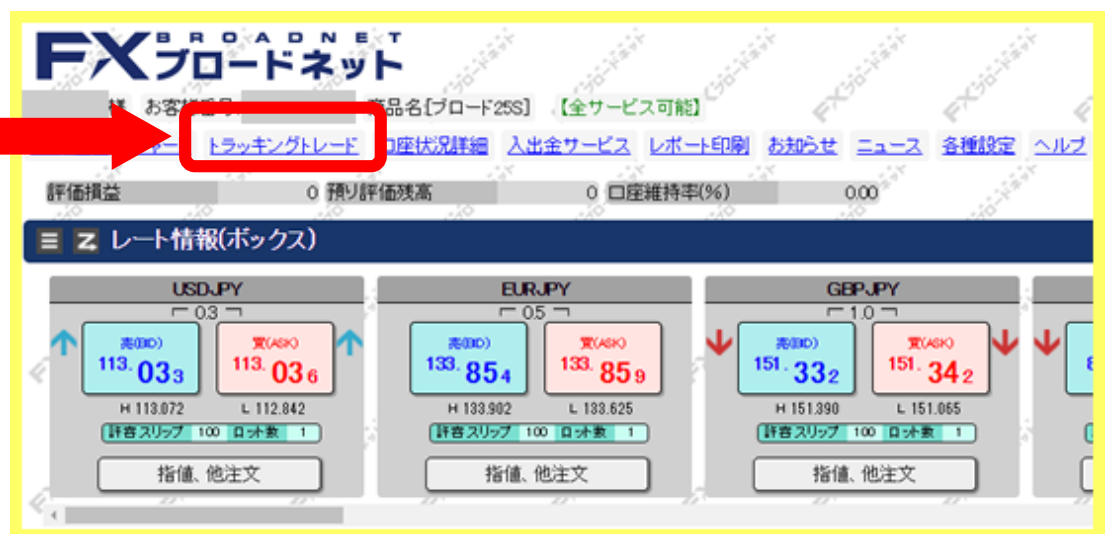 BROADNET
FXブロードネット
様 お客様番号 商品名[ブロード25S] 【全サービス可能】
トラッキングトレード 口座状況詳細 入出金サービス レポート印刷 お知らせ ニュース 各種設定 ヘルプ
評価損益 0 預り評価残高 0 口座維持率(%) 0.00
レート情報(ボックス)
USDJPY EURJPY GBPJPY
0.3 0.5 1.0
売(BID) 買(ASK) 売(BID) 買(ASK) 売(BID) 買(ASK)
113.033 113.036 133.854 133.859 151.332 151.342
H 113.072 L 112.842 H 133.902 L 133.625 H 151.390 L 151.065
許容スリップ 100 ロット数 1 許容スリップ 100 ロット数 1 許容スリップ 100 ロット数 1
指値、他注文 指値、他注文 指値、他注文